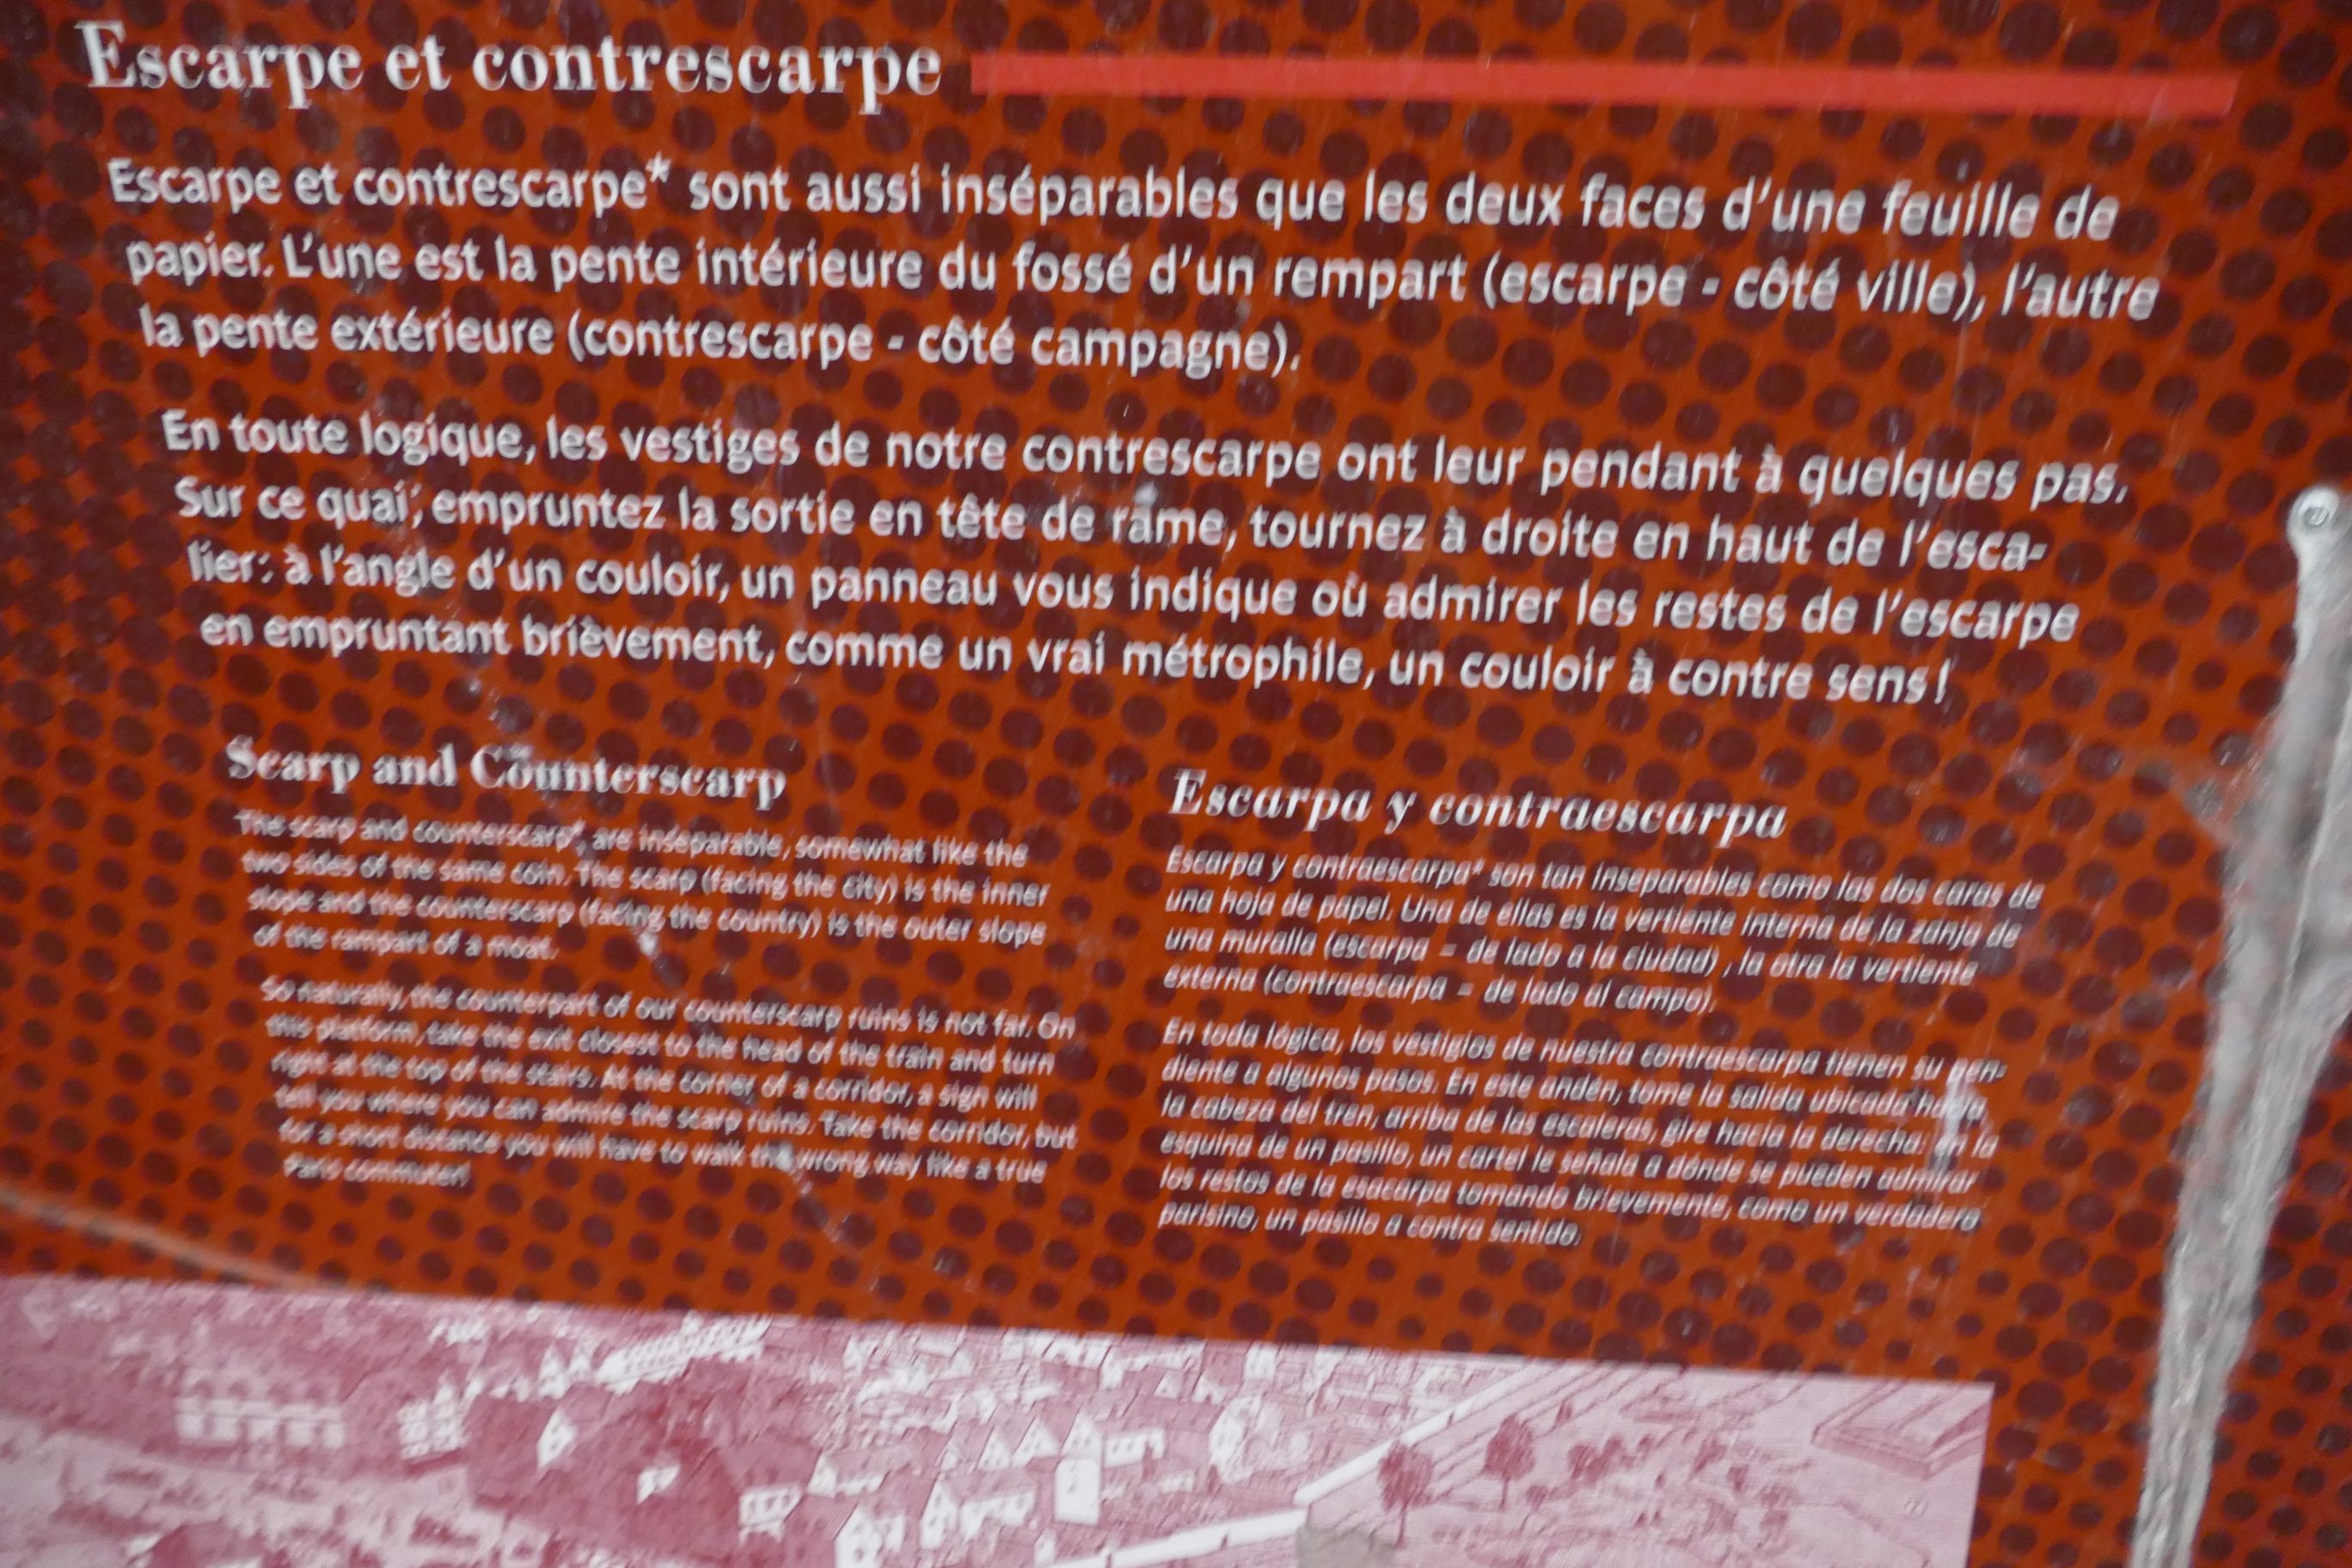 Escarpe et contrescarpe
Escarpe et contrescarpe* sont aussi inséparables que les deux faces d'une feuille de
papier. L'une est la pente intérieure du fossé d'un rempart (escarpe - côté ville), l'autre
la pente extérieure (contrescarpe - côté campagne).
En toute logique, les vestiges de notre contrescarpe ont leur pendant à quelques pas.
Sur ce quai, empruntez la sortie en tête de rame, tournez à droite en haut de l'esca-
lier: à l'angle d'un couloir, un panneau vous indique où admirer les restes de l'escarpe
en empruntant brièvement, comme un vrai métrophile, un couloir à contre sens !
Scarp and Counterscarp
The scarp and counterscarp*, are inseparable, somewhat like the
two sides of the same coin. The scarp (facing the city) is the inner
slope and the counterscarp (facing the country) is the outer slope
of the rampart of a moat.
So naturally, the counterpart of our counterscarp ruins is not far. On
this platform, take the exit closest to the head of the train and turn
right at the top of the stairs. At the corner of a corridor, a sign will
tell you where you can admire the scarp ruins. Take the corridor, but
for a short distance you will have to walk the wrong way like a true
Paris commuter!
Escarpa y contraescarpa
Escarpa y contraescarpa* son tan inseparables como las dos caras de
una hoja de papel. Una de ellas es la vertiente interna de la zanja de
una muralla (escarpa = de lado a la ciudad) , la otra la vertiente
externa (contraescarpa = de lado al campo).
En toda lógica, los vestigios de nuestra contraescarpa tienen su pen-
diente a algunos pasos. En este andén, tome la salida ubicada hacia
la cabeza del tren, arriba de las escaleras, gire hacia la derecha: en la
esquina de un pasillo, un cartel le señala a dónde se pueden admirar
los restos de la esacarpa tomando brievemente, como un verdadero
parisino, un pasillo a contra sentido.